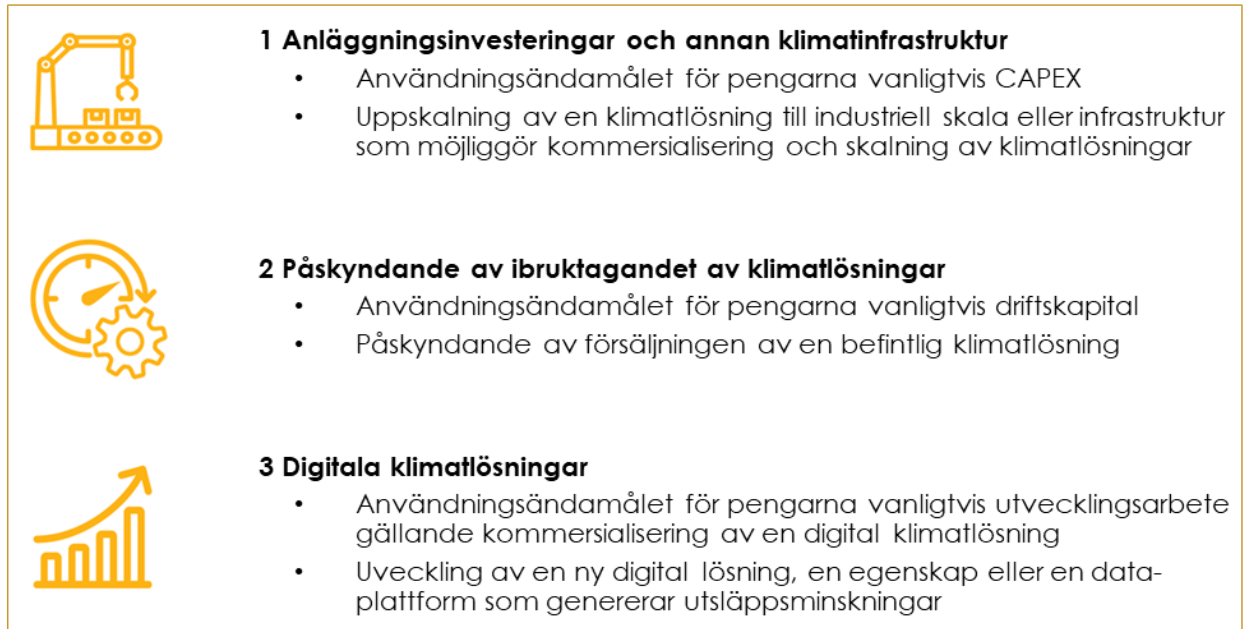 1 Anläggningsinvesteringar och annan klimatinfrastruktur
• Användningsändamålet för pengarna vanligtvis CAPEX
• Uppskalning av en klimatlösning till industriell skala eller infrastruktur
som möjliggör kommersialisering och skalning av klimatlösningar
2 Påskyndande av ibruktagandet av klimatlösningar
• Användningsändamålet för pengarna vanligtvis driftskapital
• Påskyndande av försäljningen av en befintlig klimatlösning
3 Digitala klimatlösningar
• Användningsändamålet för pengarna vanligtvis utvecklingsarbete
gällande kommersialisering av en digital klimatlösning
• Uveckling av en ny digital lösning, en egenskap eller en data-
plattform som genererar utsläppsminskningar